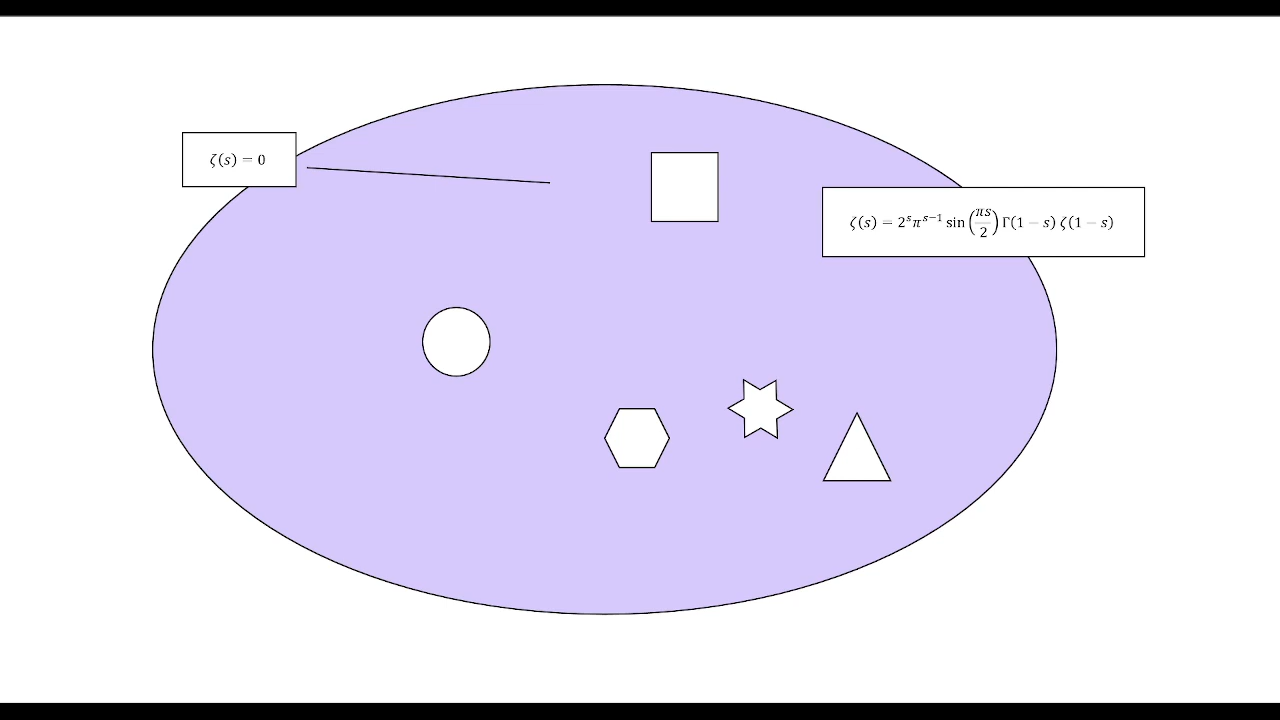 ζ(s) = 0
ζ(s) = 2^s π^{s−1} sin(πs/2) Γ(1 − s) ζ(1 − s)